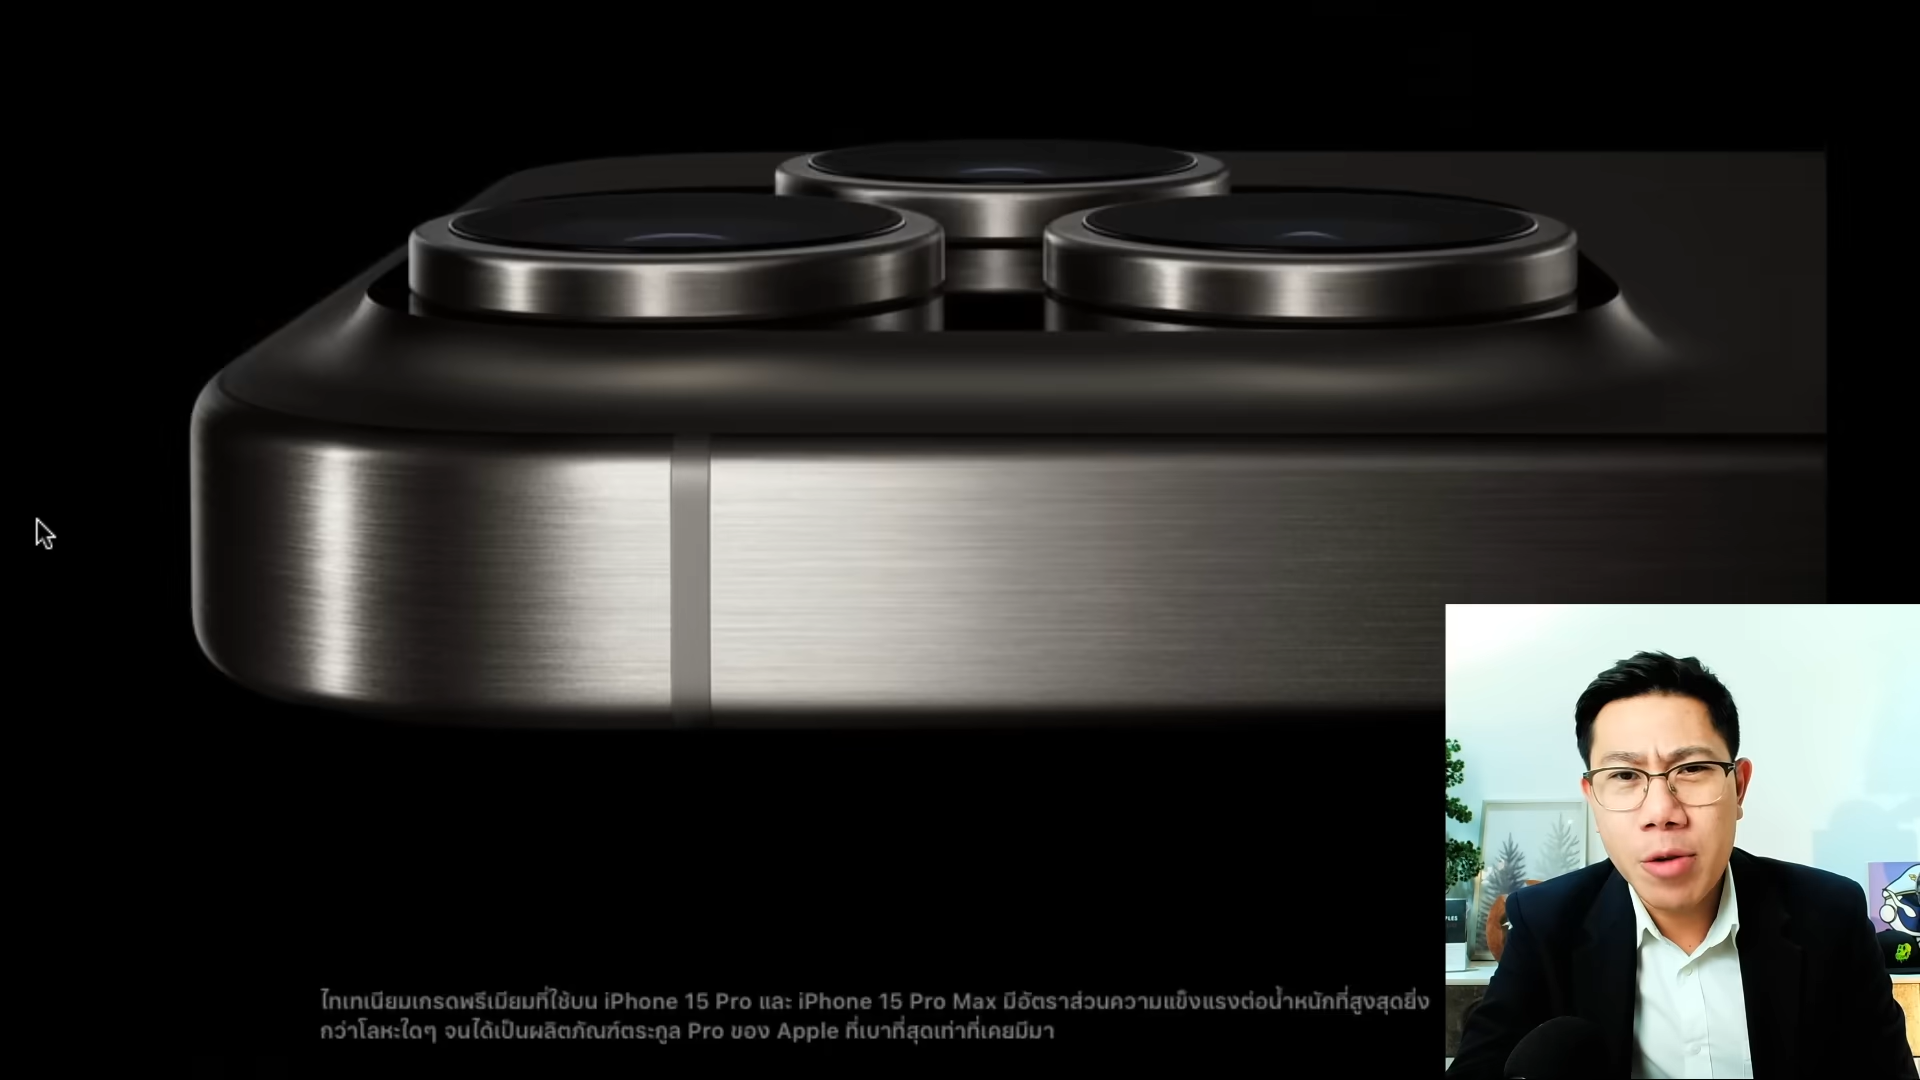 ไทเทเนียมเกรดพรีเมียมที่ใช้บน iPhone 15 Pro และ iPhone 15 Pro Max มีอัตราส่วนความแข็งแรงต่อน้ำหนักที่สูงสุดยิ่ง
กว่าโลหะใดๆ จนได้เป็นผลิตภัณฑ์ตระกูล Pro ของ Apple ที่เบาที่สุดเท่าที่เคยมีมา